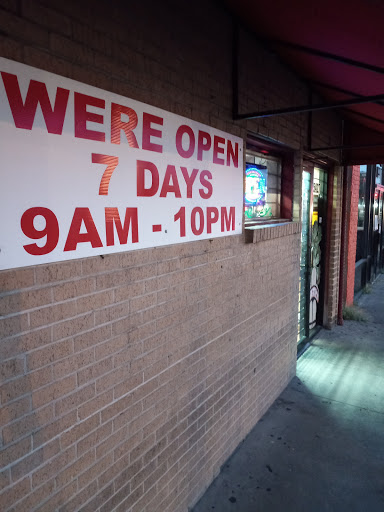 WERE OPEN
7 DAYS
9AM - 10PM